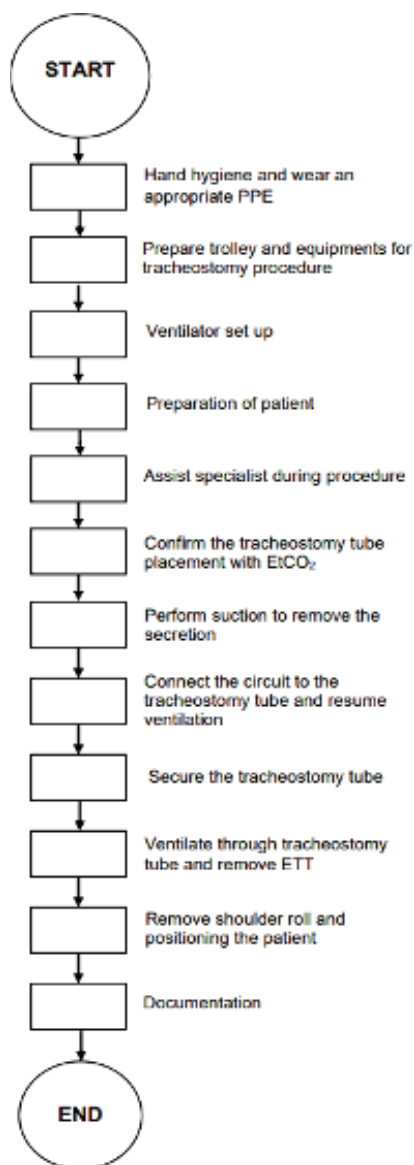 START
Hand hygiene and wear an
appropriate PPE
Prepare trolley and equipments for
tracheostomy procedure
Ventilator set up
Preparation of patient
Assist specialist during procedure
Confirm the tracheostomy tube
placement with EtCO₂
Perform suction to remove the
secretion
Connect the circuit to the
tracheostomy tube and resume
ventilation
Secure the tracheostomy tube
Ventilate through tracheostomy
tube and remove ETT
Remove shoulder roll and
positioning the patient
Documentation
END